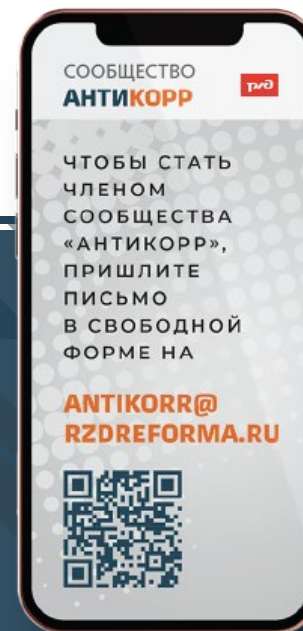 СООБЩЕСТВО
АНТИКОРР
ржд
ЧТОБЫ СТАТЬ
ЧЛЕНОМ
СООБЩЕСТВА
«АНТИКОРР»,
ПРИШЛИТЕ
ПИСЬМО
В СВОБОДНОЙ
ФОРМЕ НА
ANTIKORR@
RZDREFORMA.RU